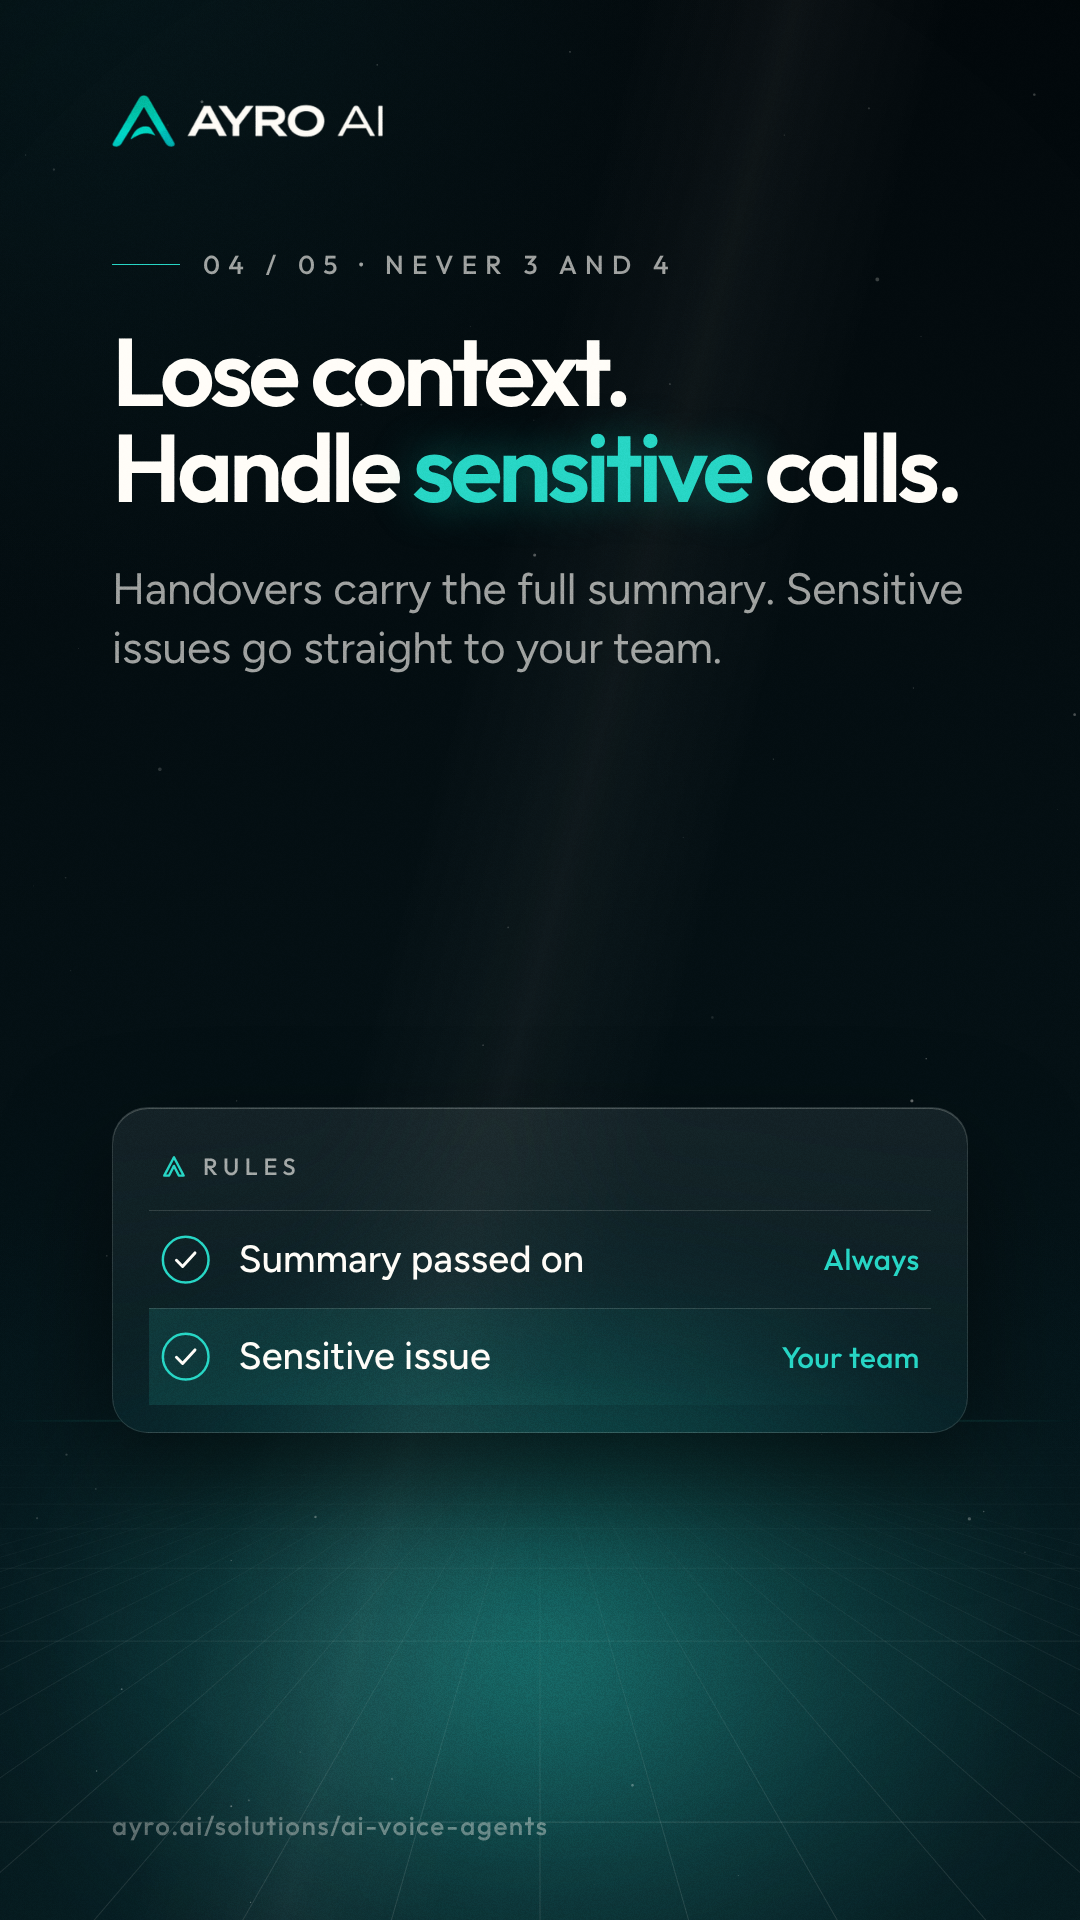 AYRO AI
04 / 05 · NEVER 3 AND 4
Lose context.
Handle sensitive calls.
Handovers carry the full summary. Sensitive
issues go straight to your team.
RULES
Summary passed on Always
Sensitive issue Your team
ayro.ai/solutions/ai-voice-agents